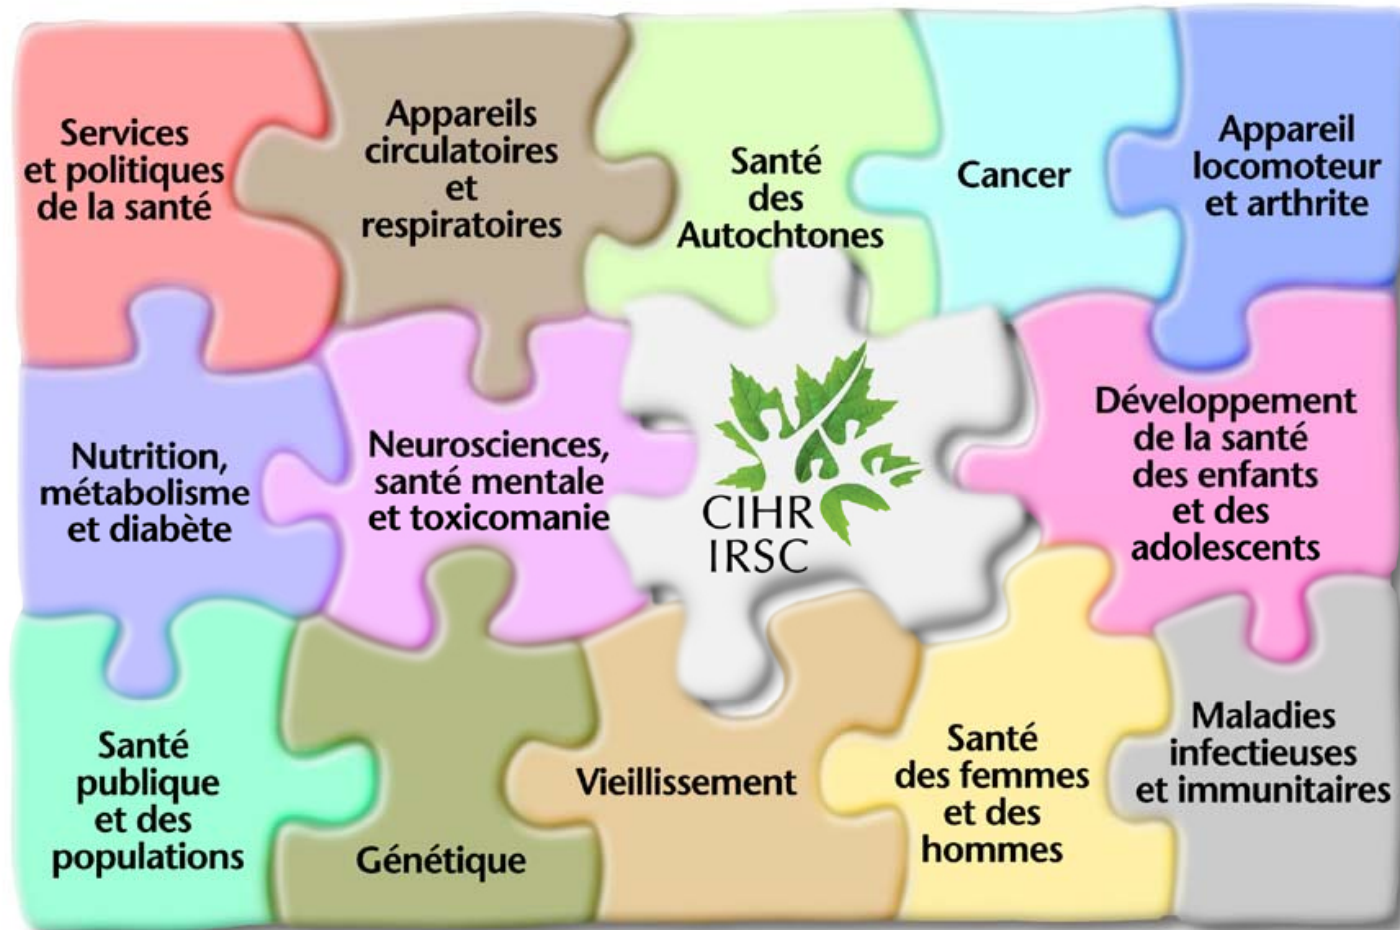 Services
et politiques
de la santé
Appareils
circulatoires
et
respiratoires
Santé
des
Autochtones
Cancer
Appareil
locomoteur
et arthrite
Nutrition,
métabolisme
et diabète
Neurosciences,
santé mentale
et toxicomanie
CIHR
IRSC
Développement
de la santé
des enfants
et des
adolescents
Santé
publique
et des
populations
Génétique
Vieillissement
Santé
des femmes
et des
hommes
Maladies
infectieuses
et immunitaires